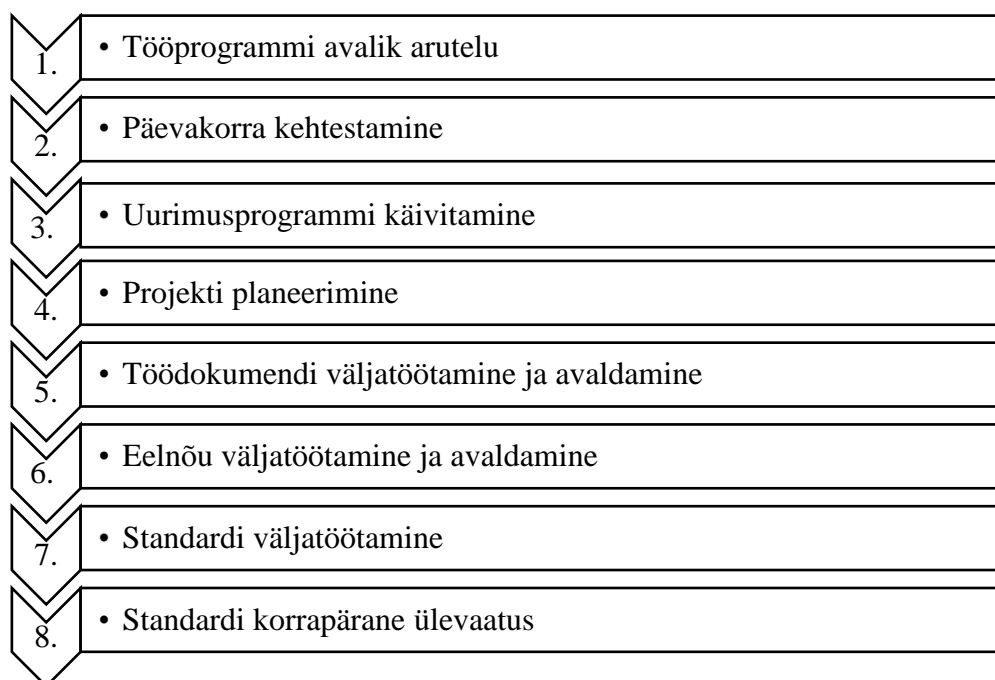 1. • Tööprogrammi avalik arutelu
2. • Päevakorra kehtestamine
3. • Uurimusprogrammi käivitamine
4. • Projekti planeerimine
5. • Töödokumendi väljatöötamine ja avaldamine
6. • Eelnõu väljatöötamine ja avaldamine
7. • Standardi väljatöötamine
8. • Standardi korrapärane ülevaatus